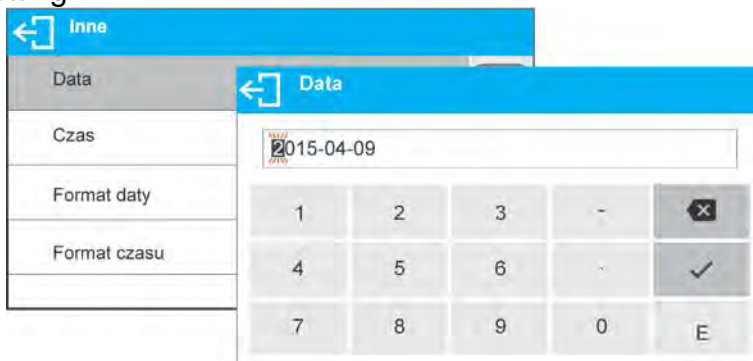 Inne
Data
Czas
Format daty
Format czasu
Data
2015-04-09
1 2 3 -
4 5 6 .
7 8 9 0 E